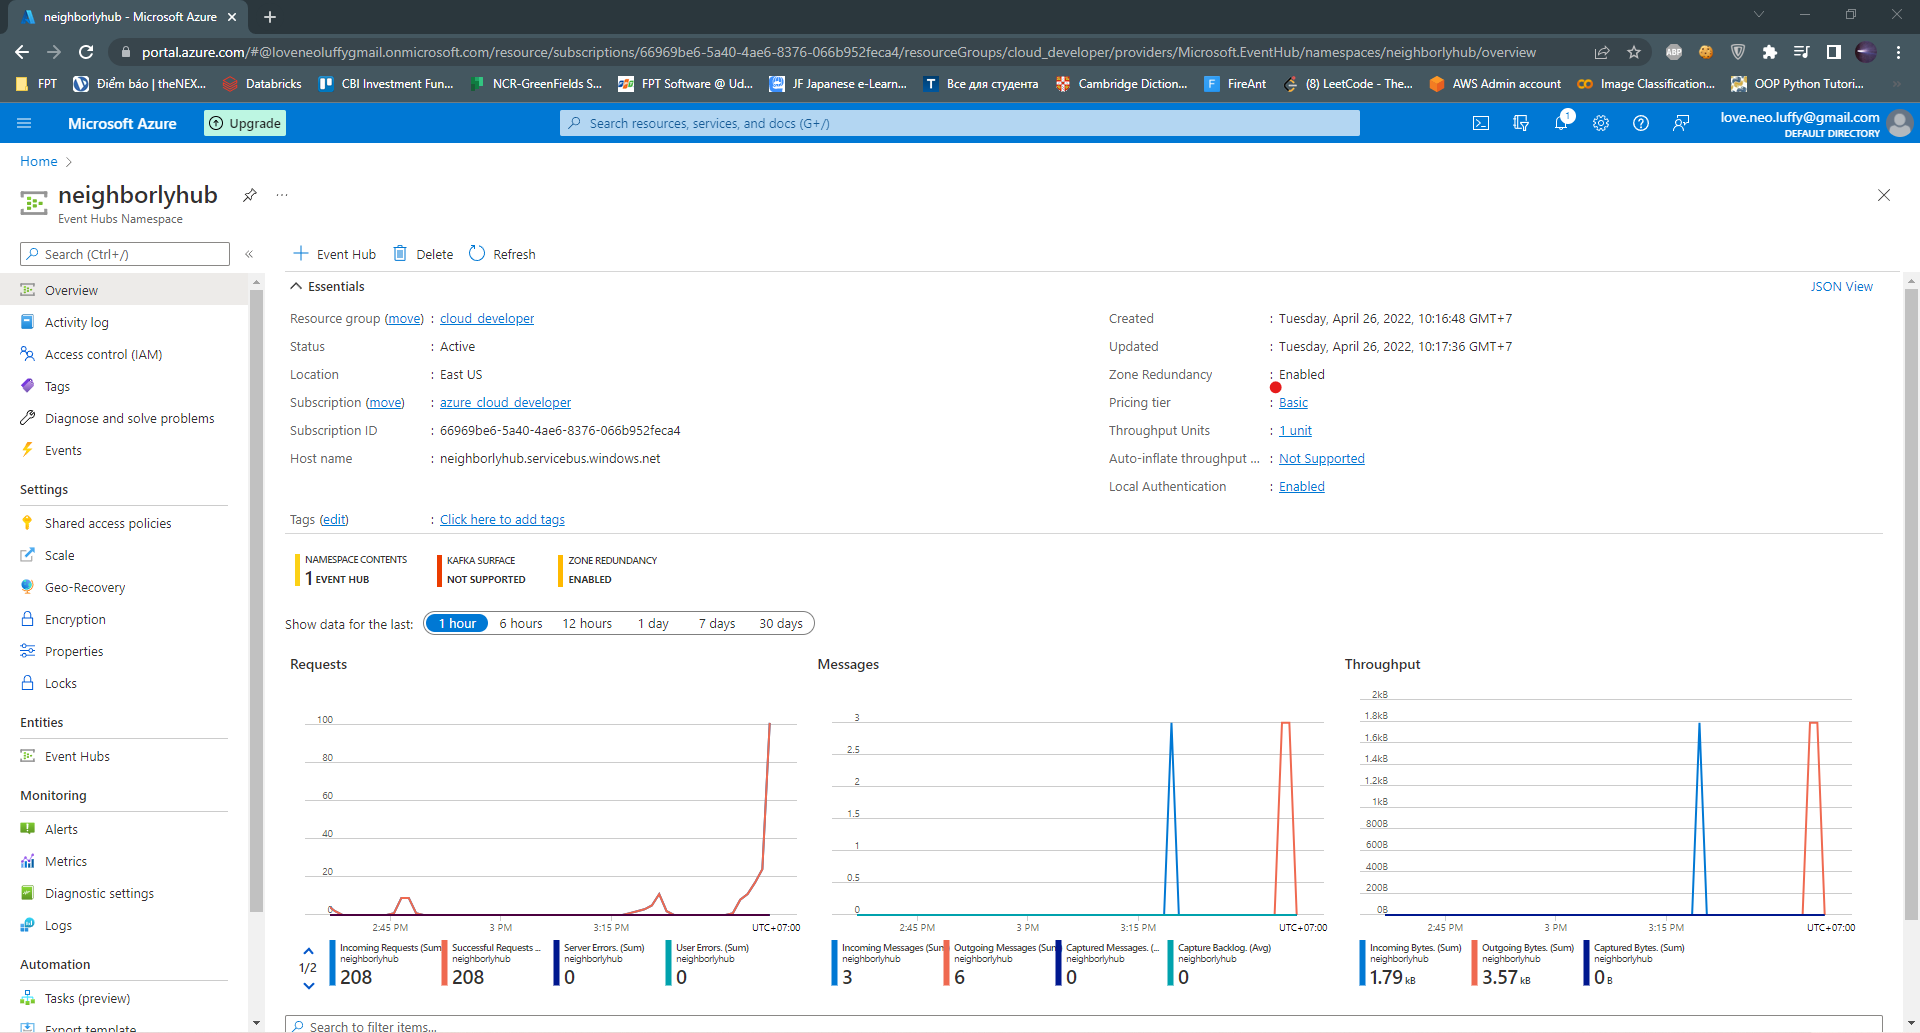 neighborlyhub - Microsoft Azure
portal.azure.com/#@loveneoluffygmail.onmicrosoft.com/resource/subscriptions/66969be6-5a40-4ae6-8376-066b952feca4/resourceGroups/cloud_developer/providers/Microsoft.EventHub/namespaces/neighborlyhub/overview
FPT Điểm báo | theNEX... Databricks CBI Investment Fun... NCR-GreenFields S... FPT Software @ Ud... JF Japanese e-Learn... Все для студента Cambridge Diction... FireAnt (8) LeetCode - The... AWS Admin account Image Classification... OOP Python Tutori...
Microsoft Azure Upgrade Search resources, services, and docs (G+/) 1 love.neo.luffy@gmail.com
DEFAULT DIRECTORY
Home
neighborlyhub
Event Hubs Namespace
Search (Ctrl+/)
Overview
Activity log
Access control (IAM)
Tags
Diagnose and solve problems
Events
Settings
Shared access policies
Scale
Geo-Recovery
Encryption
Properties
Locks
Entities
Event Hubs
Monitoring
Alerts
Metrics
Diagnostic settings
Logs
Automation
Tasks (preview)
Export template
Event Hub Delete Refresh
Essentials JSON View
Resource group (move) : cloud_developer
Status : Active
Location : East US
Subscription (move) : azure_cloud_developer
Subscription ID : 66969be6-5a40-4ae6-8376-066b952feca4
Host name : neighborlyhub.servicebus.windows.net
Created : Tuesday, April 26, 2022, 10:16:48 GMT+7
Updated : Tuesday, April 26, 2022, 10:17:36 GMT+7
Zone Redundancy : Enabled
Pricing tier : Basic
Throughput Units : 1 unit
Auto-inflate throughput ... : Not Supported
Local Authentication : Enabled
Tags (edit) : Click here to add tags
NAMESPACE CONTENTS
1 EVENT HUB
KAFKA SURFACE
NOT SUPPORTED
ZONE REDUNDANCY
ENABLED
Show data for the last: 1 hour 6 hours 12 hours 1 day 7 days 30 days
Requests
100
80
60
40
20
0
2:45 PM 3 PM 3:15 PM UTC+07:00
1/2
Incoming Requests (Sum
neighborlyhub
208
Successful Requests ...
neighborlyhub
208
Server Errors. (Sum)
neighborlyhub
0
User Errors. (Sum)
neighborlyhub
0
Messages
3
2.5
2
1.5
1
0.5
0
2:45 PM 3 PM 3:15 PM UTC+07:00
Incoming Messages (Sum
neighborlyhub
3
Outgoing Messages (Sum
neighborlyhub
6
Captured Messages. (...
neighborlyhub
0
Capture Backlog. (Avg)
neighborlyhub
0
Throughput
2kB
1.8kB
1.6kB
1.4kB
1.2kB
1kB
800B
600B
400B
200B
0B
2:45 PM 3 PM 3:15 PM UTC+07:00
Incoming Bytes. (Sum)
neighborlyhub
1.79 kB
Outgoing Bytes. (Sum)
neighborlyhub
3.57 kB
Captured Bytes. (Sum)
neighborlyhub
0 B
Search to filter items...